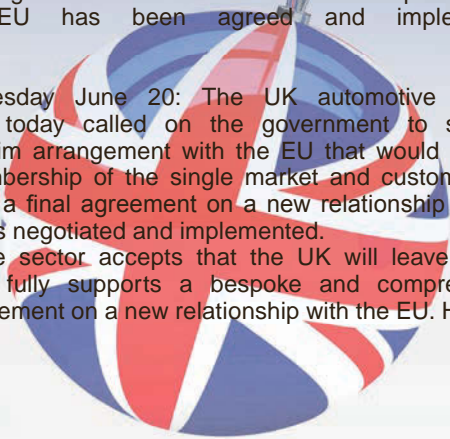 EU has been agreed and imple
esday June 20: The UK automotive
today called on the government to s
im arrangement with the EU that would
bership of the single market and custom
a final agreement on a new relationship
s negotiated and implemented.
e sector accepts that the UK will leave
fully supports a bespoke and compre
ement on a new relationship with the EU. H